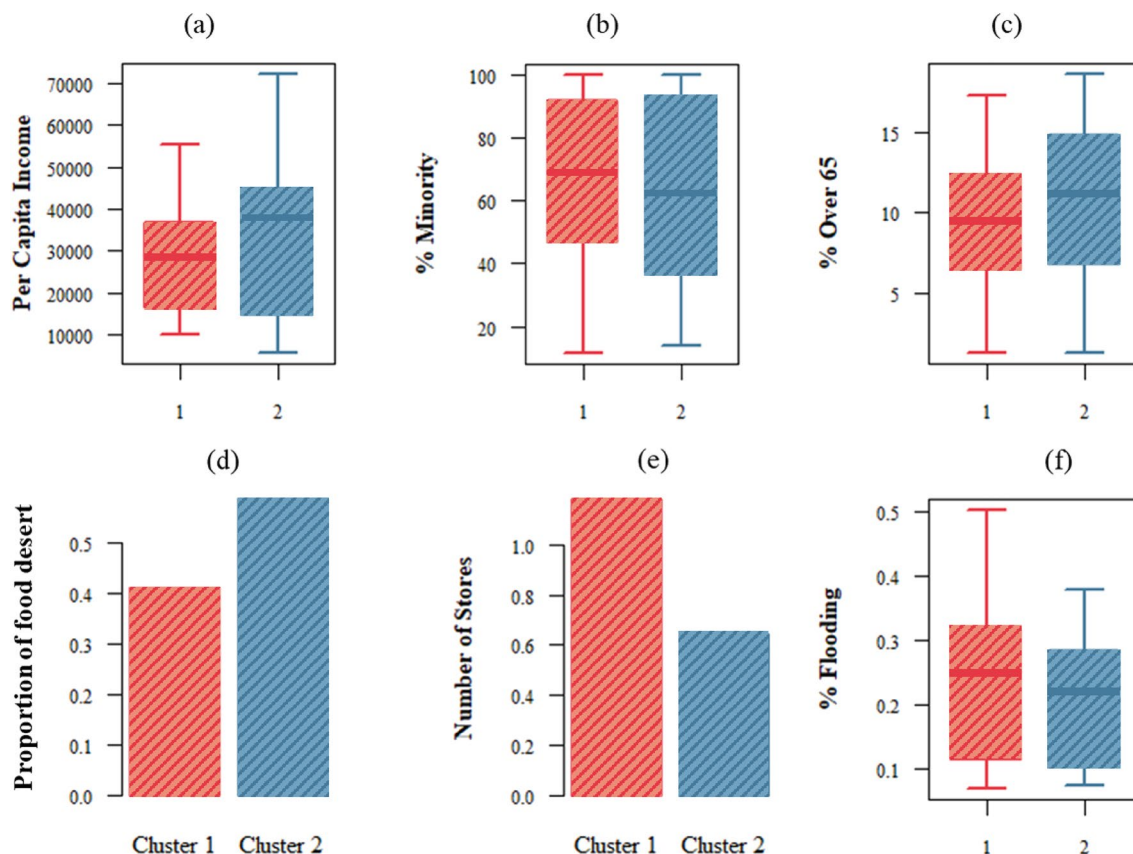 (a)
Per Capita Income
70000
60000
50000
40000
30000
20000
10000
1 2
(b)
% Minority
100
80
60
40
20
1 2
(c)
% Over 65
15
10
5
1 2
(d)
Proportion of food desert
0.5
0.4
0.3
0.2
0.1
0.0
Cluster 1 Cluster 2
(e)
Number of Stores
1.0
0.8
0.6
0.4
0.2
0.0
Cluster 1 Cluster 2
(f)
% Flooding
0.5
0.4
0.3
0.2
0.1
1 2